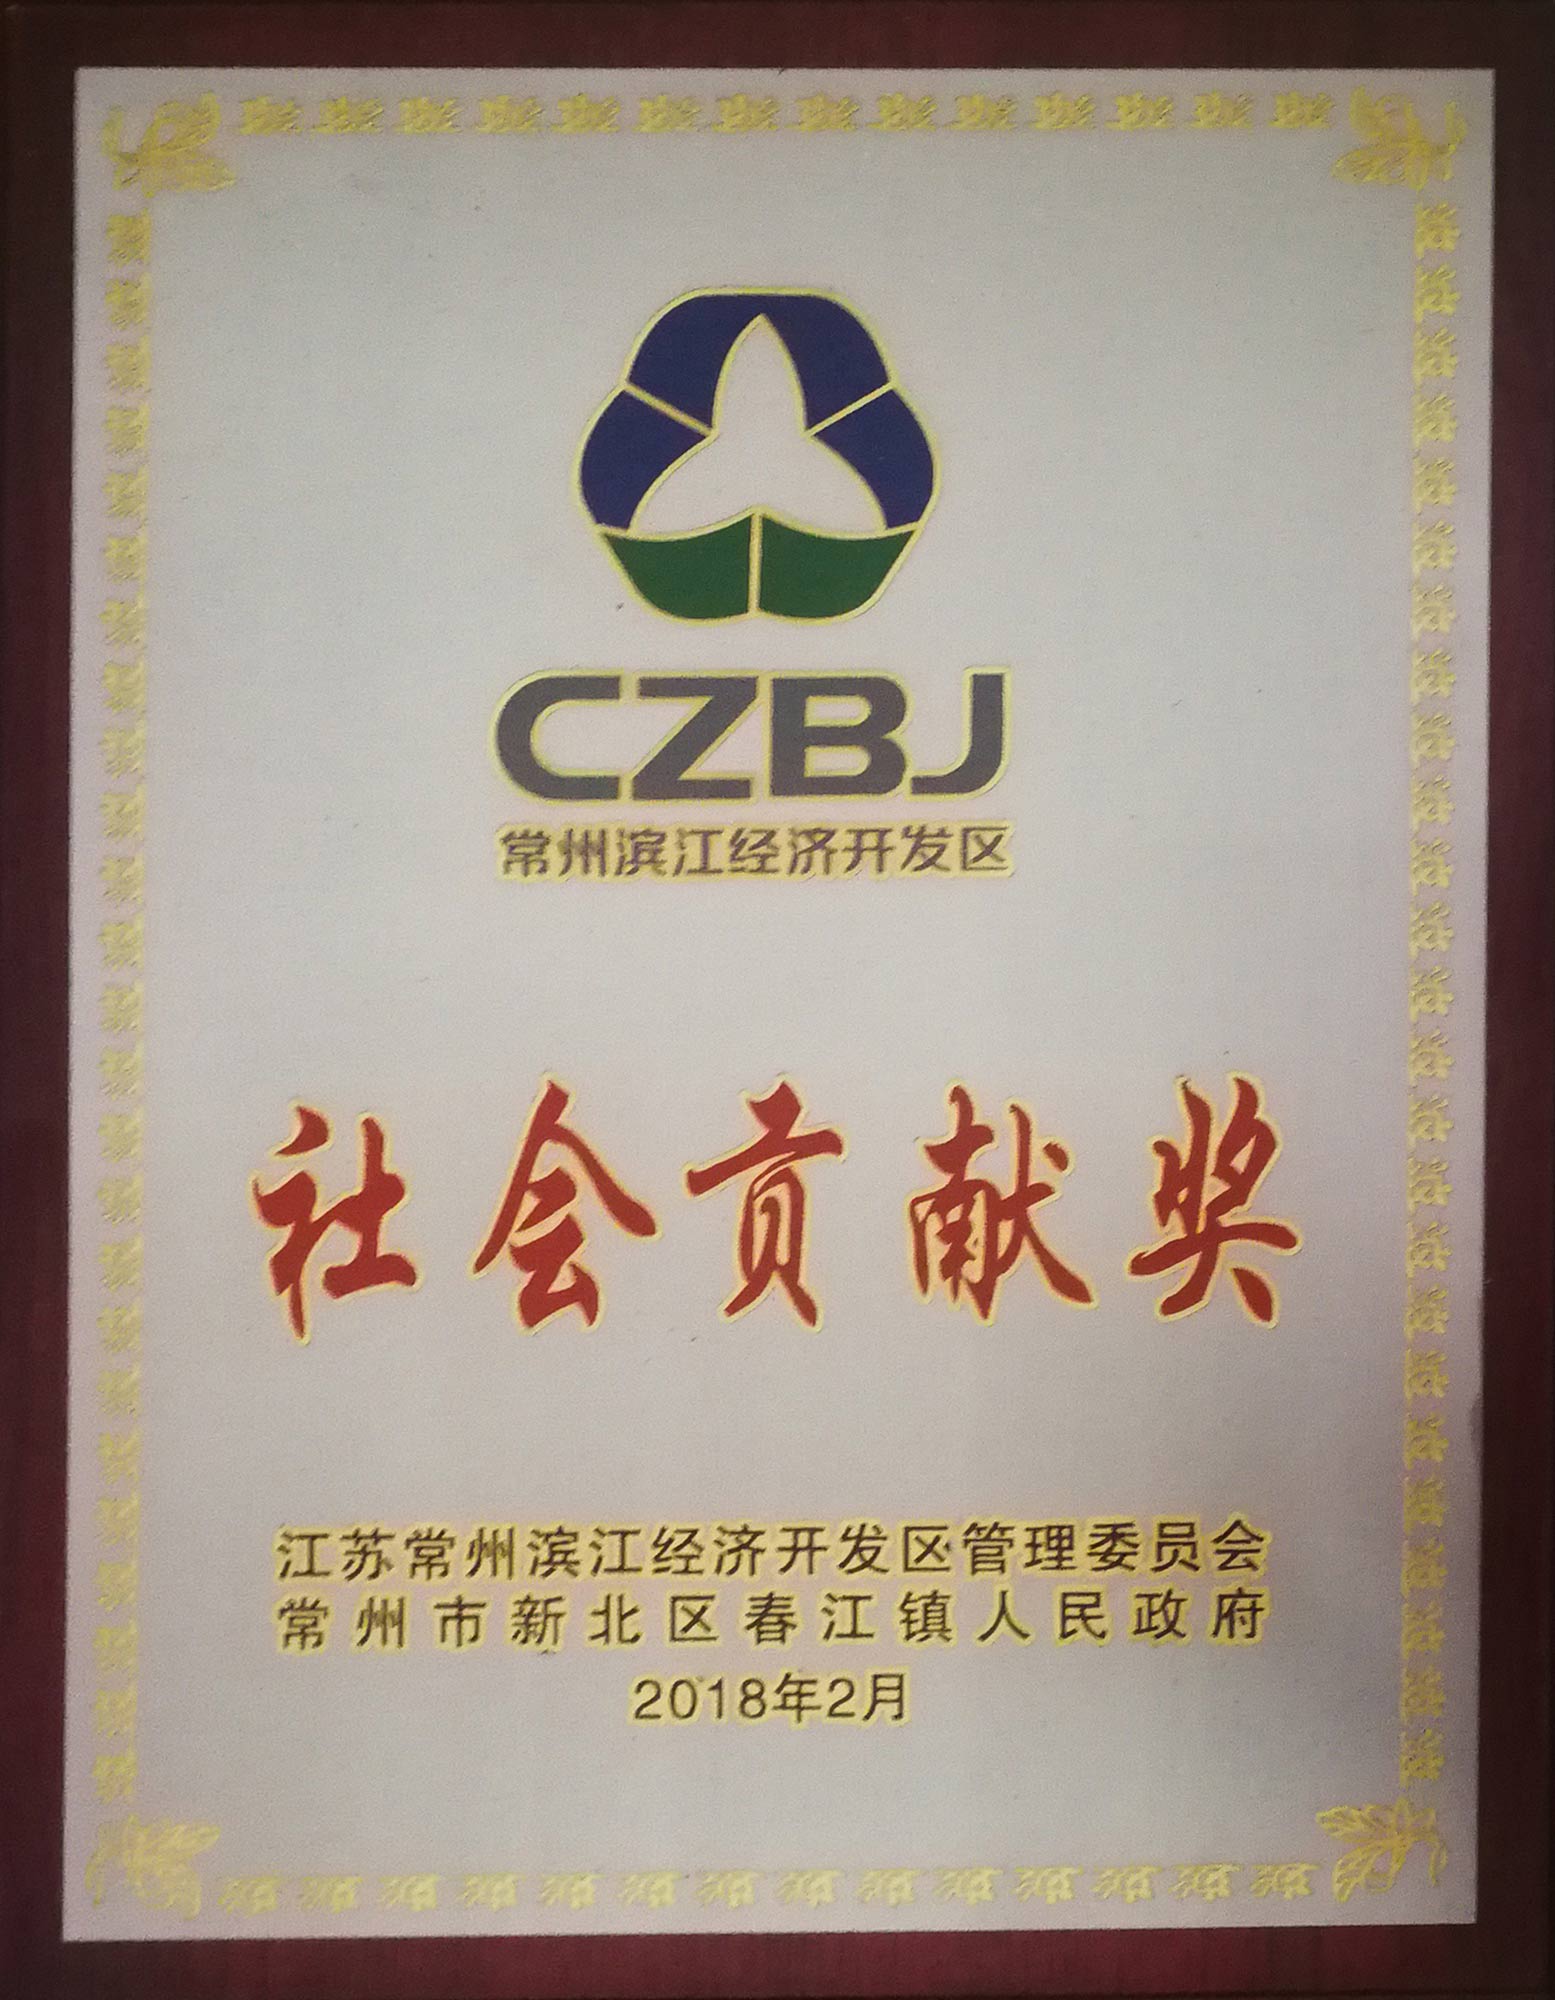 CZBJ
常州滨江经济开发区
社会贡献奖
江苏常州滨江经济开发区管理委员会
常州市新北区春江镇人民政府
2018年2月